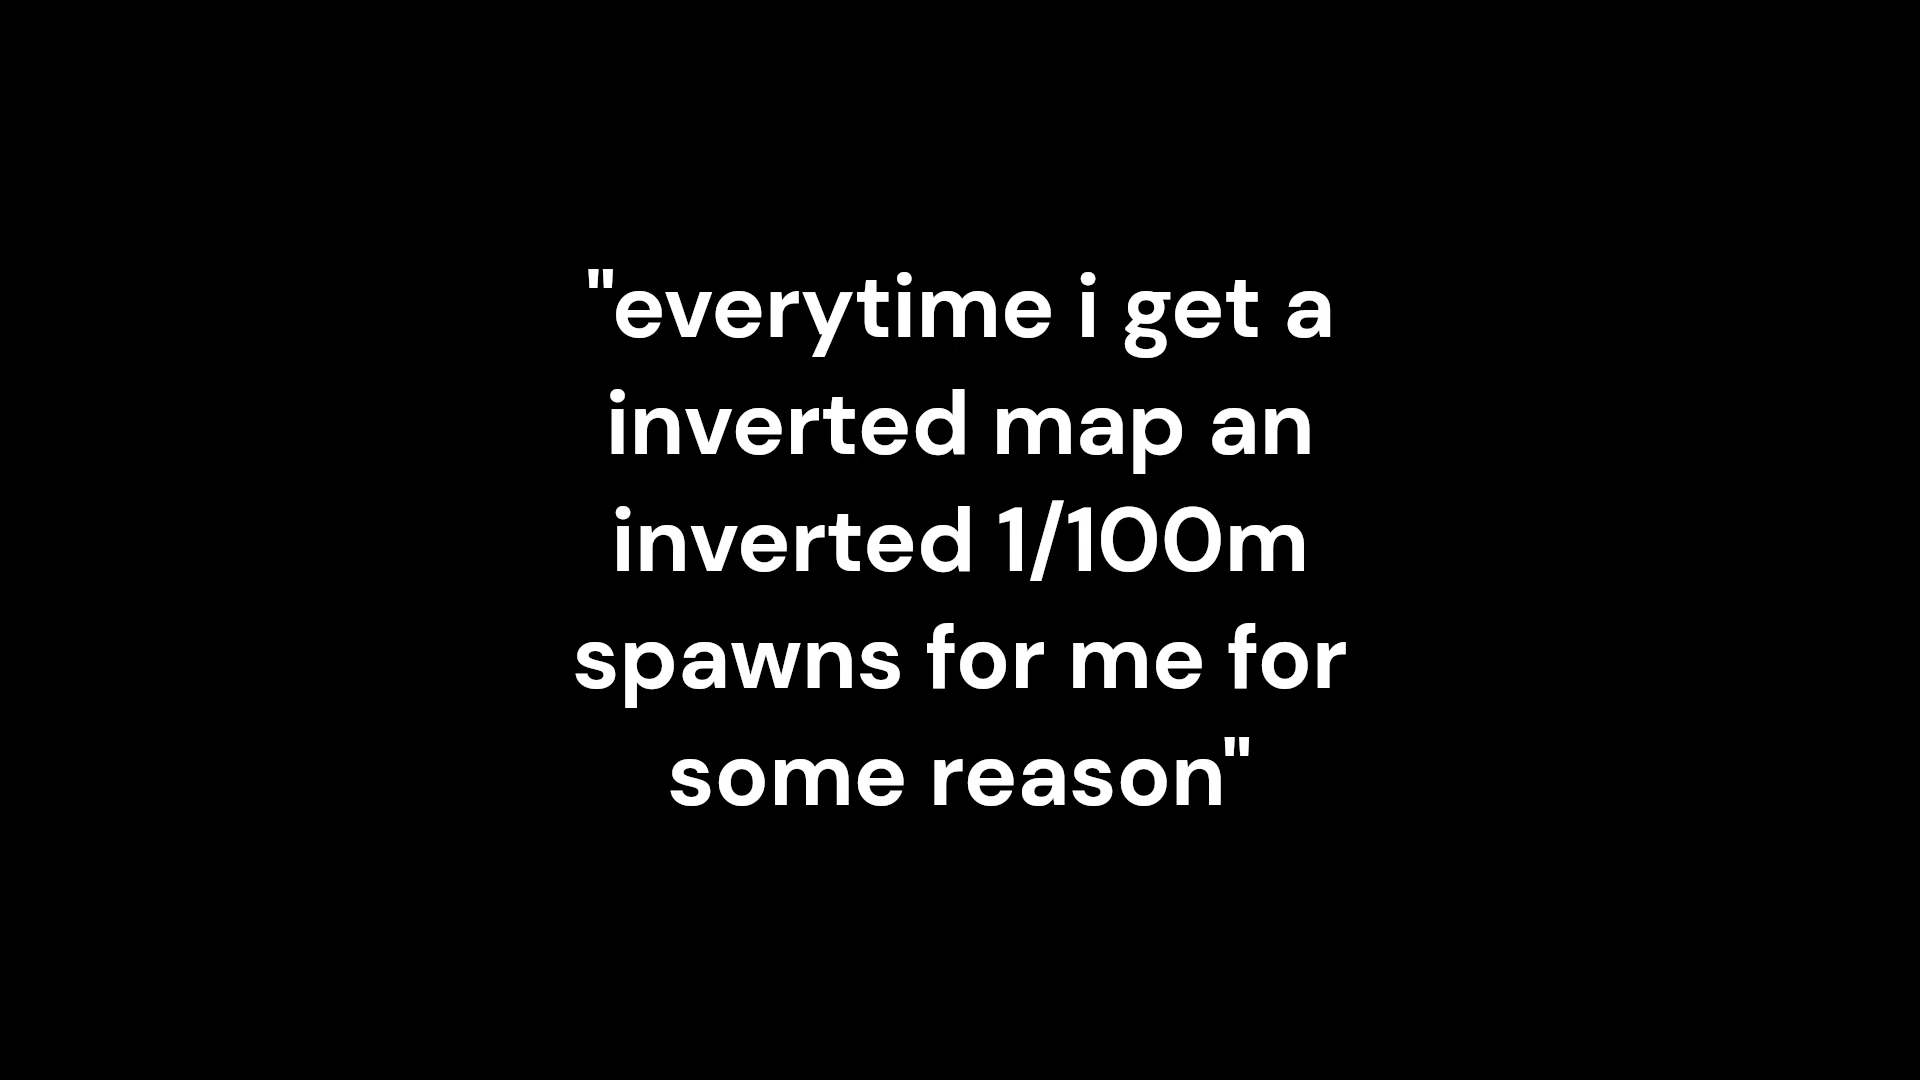 "everytime i get a
inverted map an
inverted 1/100m
spawns for me for
some reason"